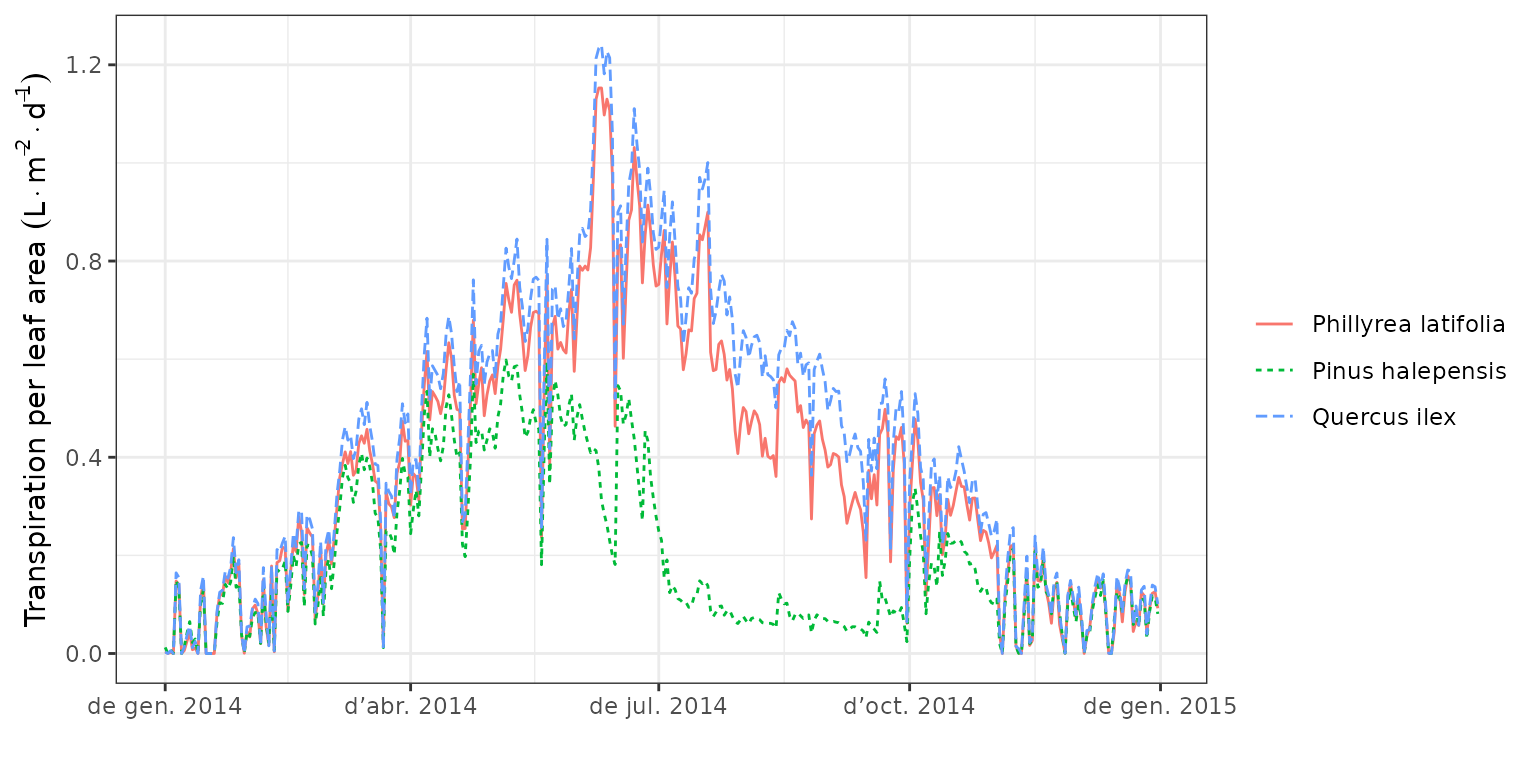 Transpiration per leaf area (L · m⁻² · d⁻¹)
1.2
0.8
0.4
0.0
de gen. 2014 d’abr. 2014 de jul. 2014 d’oct. 2014 de gen. 2015
Phillyrea latifolia
Pinus halepensis
Quercus ilex